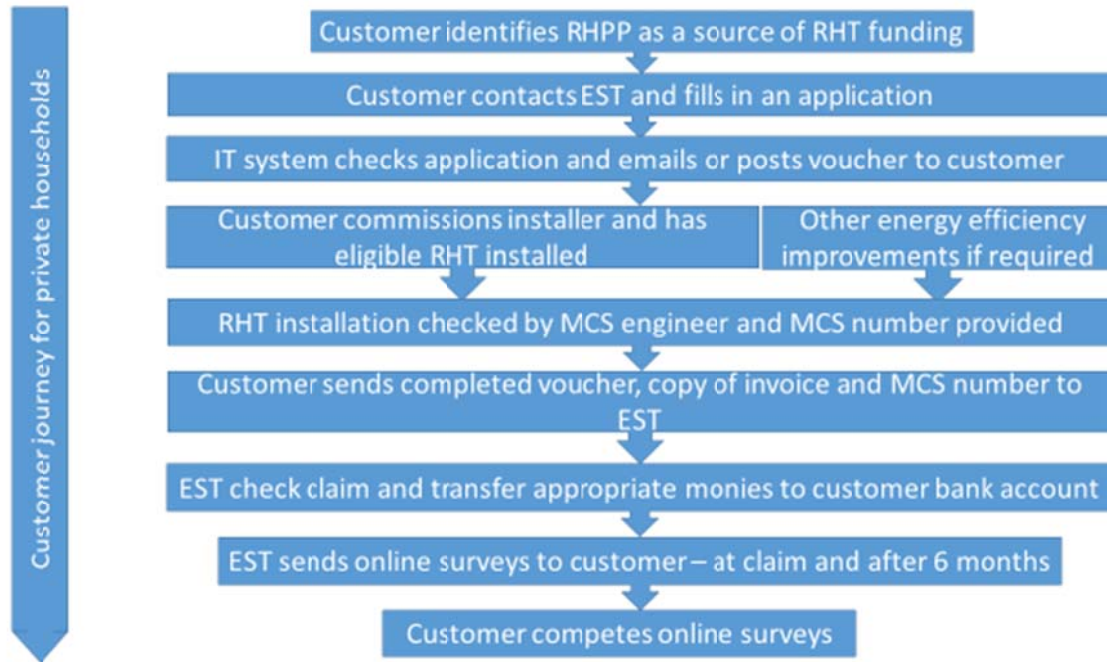 Customer journey for private households
Customer identifies RHPP as a source of RHT funding
Customer contacts EST and fills in an application
IT system checks application and emails or posts voucher to customer
Customer commissions installer and has
eligible RHT installed
Other energy efficiency
improvements if required
RHT installation checked by MCS engineer and MCS number provided
Customer sends completed voucher, copy of invoice and MCS number to
EST
EST check claim and transfer appropriate monies to customer bank account
EST sends online surveys to customer – at claim and after 6 months
Customer competes online surveys